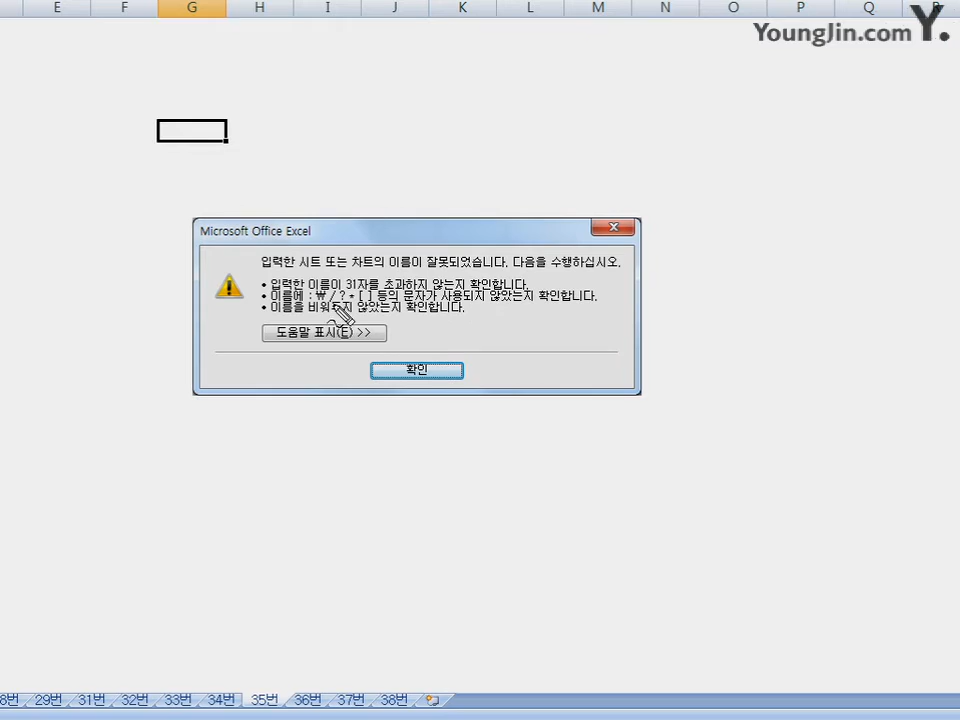 E F G H I J K L M N O P Q R
YoungJin.com Y.
Microsoft Office Excel
입력한 시트 또는 차트의 이름이 잘못되었습니다. 다음을 수행하십시오.
• 입력한 이름이 31자를 초과하지 않는지 확인합니다.
• 이름에 : ₩ / ? * [ ] 등의 문자가 사용되지 않았는지 확인합니다.
• 이름을 비워두지 않았는지 확인합니다.
도움말 표시(E) >>
확인
8번 29번 31번 32번 33번 34번 35번 36번 37번 38번